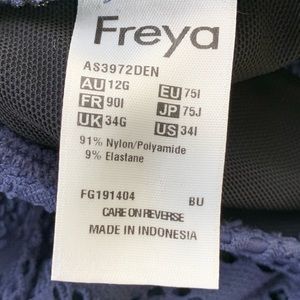 Freya
AS3972DEN
AU 12G EU 75I
FR 90I JP 75J
UK 34G US 34I
91% Nylon/Polyamide
9% Elastane
FG191404 BU
CARE ON REVERSE
MADE IN INDONESIA